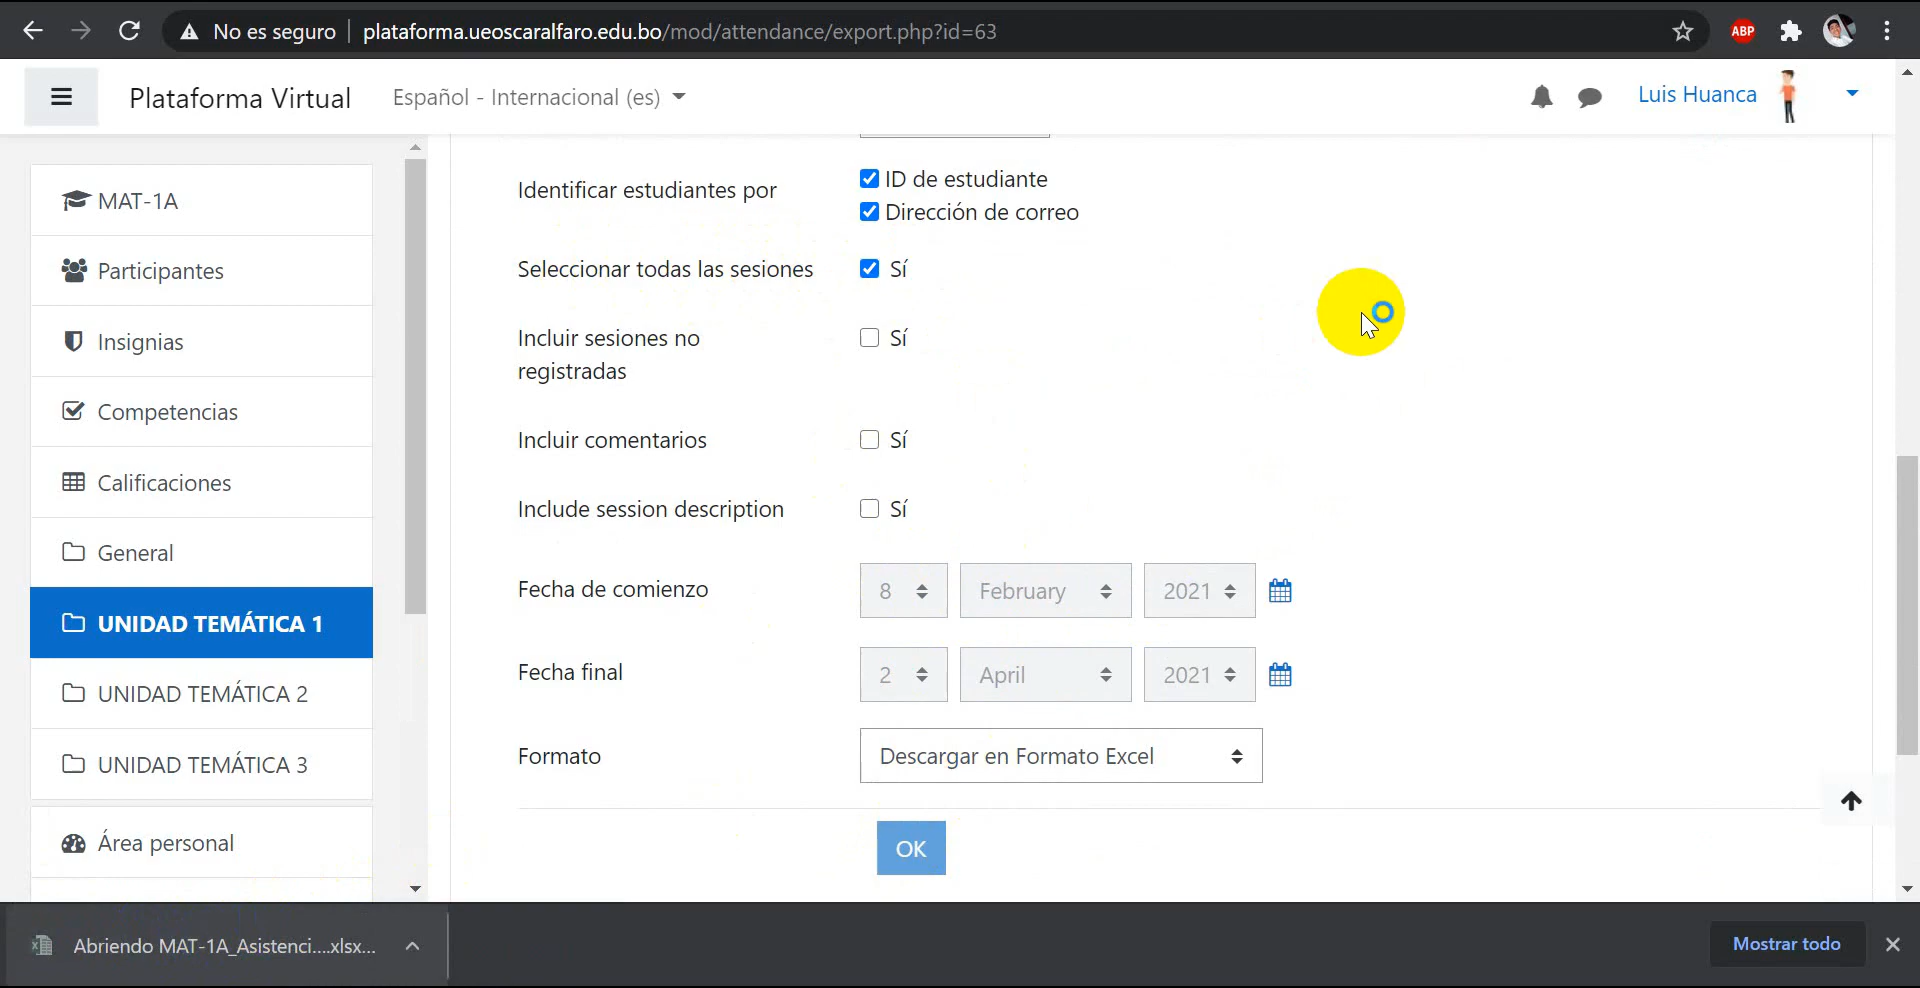 No es seguro
plataforma.ueoscaralfaro.edu.bo/mod/attendance/export.php?id=63
ABP
Plataforma Virtual
Español - Internacional (es)
Luis Huanca
MAT-1A
Participantes
Insignias
Competencias
Calificaciones
General
UNIDAD TEMÁTICA 1
UNIDAD TEMÁTICA 2
UNIDAD TEMÁTICA 3
Área personal
Identificar estudiantes por
ID de estudiante
Dirección de correo
Seleccionar todas las sesiones
Sí
Incluir sesiones no
registradas
Sí
Incluir comentarios
Sí
Include session description
Sí
Fecha de comienzo
8 February 2021
Fecha final
2 April 2021
Formato
Descargar en Formato Excel
OK
Abriendo MAT-1A_Asistenci....xlsx...
Mostrar todo